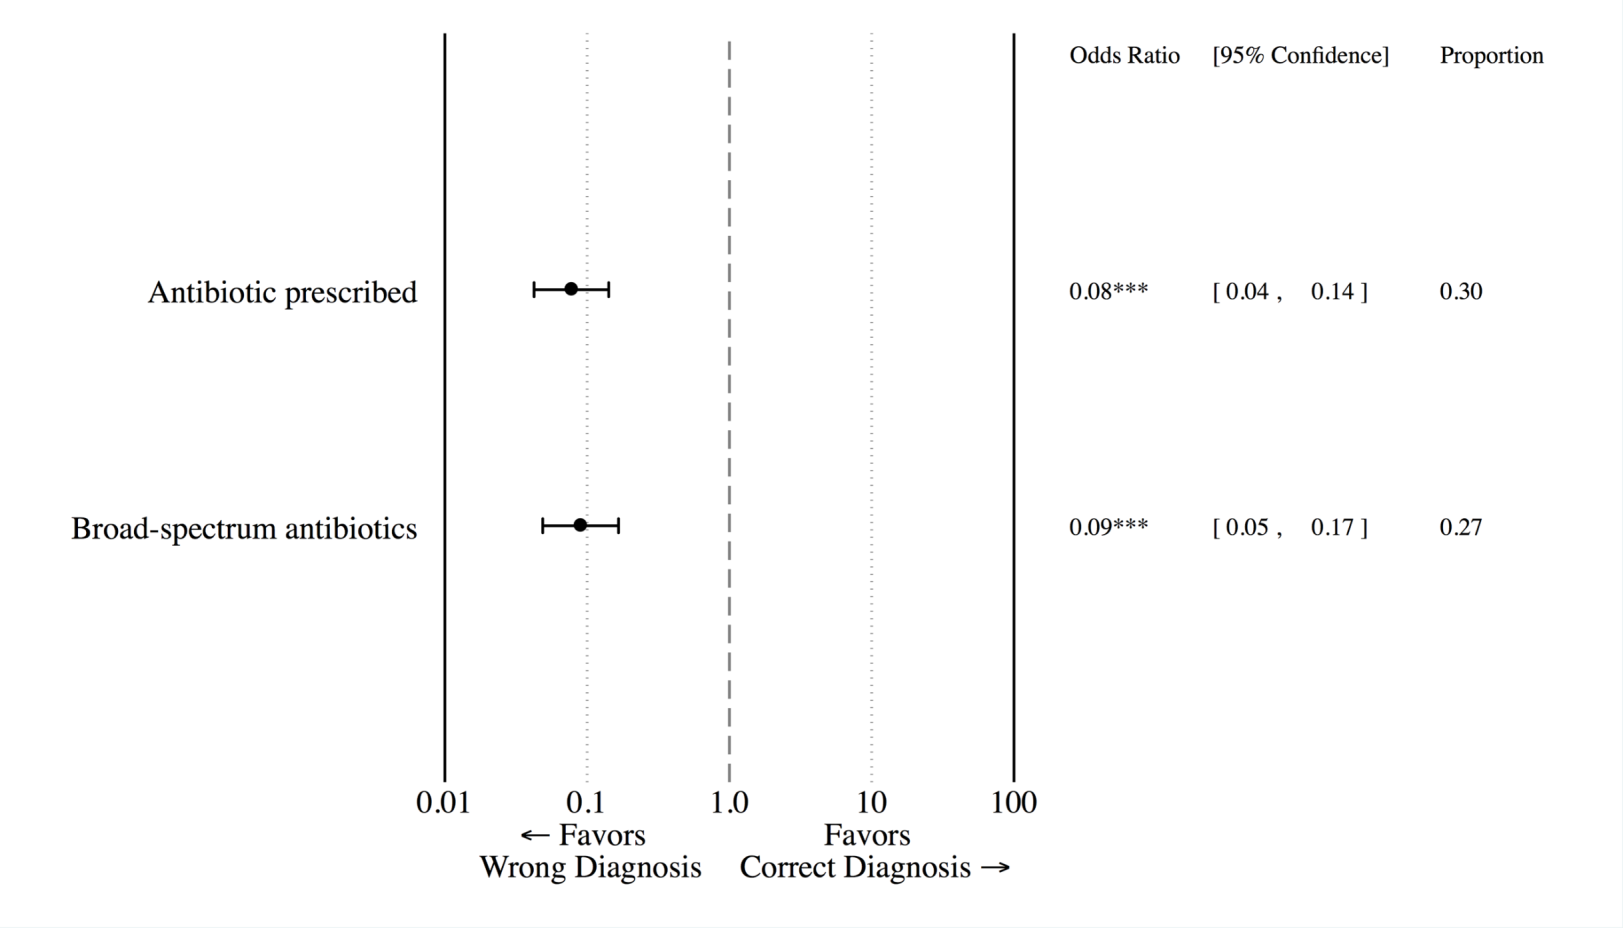 Odds Ratio [95% Confidence] Proportion
Antibiotic prescribed 0.08*** [ 0.04 , 0.14 ] 0.30
Broad-spectrum antibiotics 0.09*** [ 0.05 , 0.17 ] 0.27
0.01 0.1 1.0 10 100
← Favors Favors
Wrong Diagnosis Correct Diagnosis →